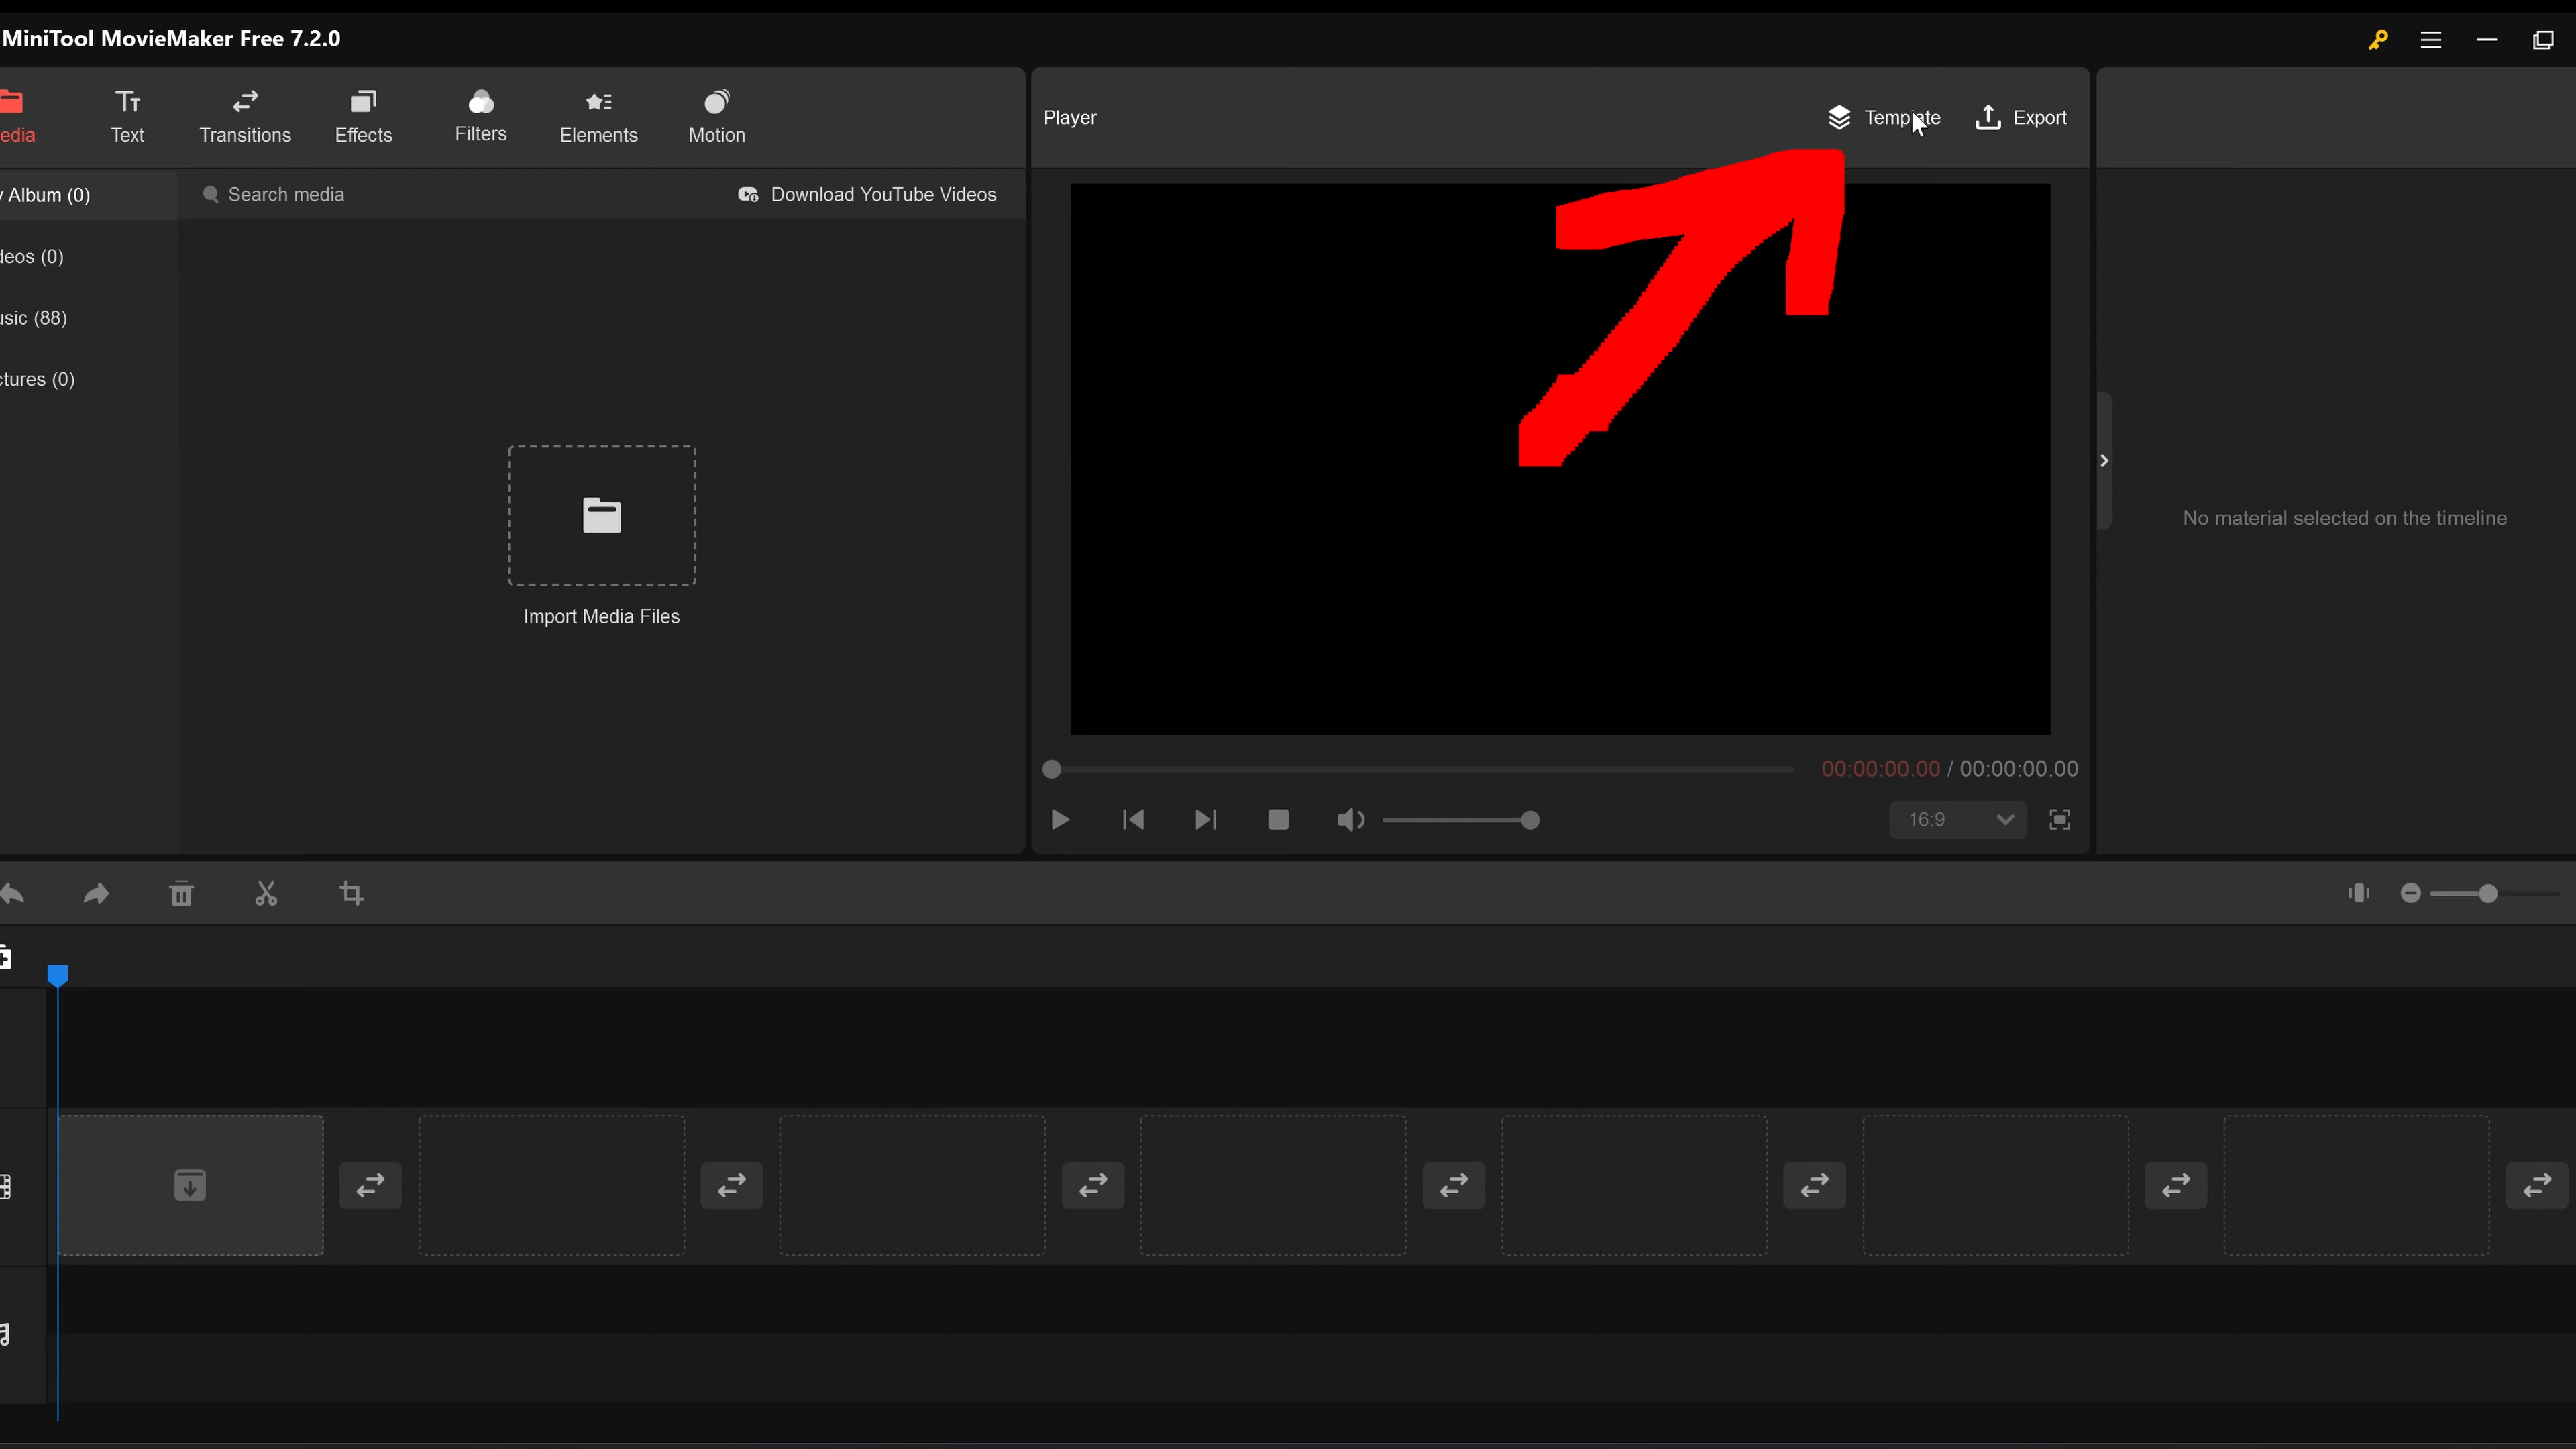 MiniTool MovieMaker Free 7.2.0
edia
Text
Transitions
Effects
Filters
Elements
Motion
Player
Template
Export
Album (0)
Search media
Download YouTube Videos
deos (0)
usic (88)
ctures (0)
Import Media Files
No material selected on the timeline
00:00:00.00 / 00:00:00.00
16:9